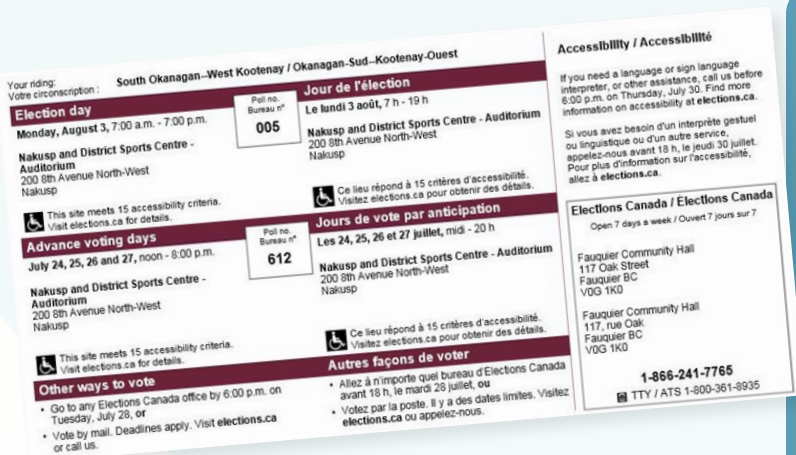 Your riding:
Votre circonscription :
South Okanagan--West Kootenay / Okanagan-Sud--Kootenay-Ouest
Election day
Monday, August 3, 7:00 a.m. - 7:00 p.m.
Nakusp and District Sports Centre -
Auditorium
200 8th Avenue North-West
Nakusp
This site meets 15 accessibility criteria.
Visit elections.ca for details.
Poll no.
Bureau n°
005
Jour de l'élection
Le lundi 3 août, 7 h - 19 h
Nakusp and District Sports Centre - Auditorium
200 8th Avenue North-West
Nakusp
Ce lieu répond à 15 critères d'accessibilité.
Visitez elections.ca pour obtenir des détails.
Advance voting days
July 24, 25, 26 and 27, noon - 8:00 p.m.
Nakusp and District Sports Centre -
Auditorium
200 8th Avenue North-West
Nakusp
This site meets 15 accessibility criteria.
Visit elections.ca for details.
Poll no.
Bureau n°
612
Jours de vote par anticipation
Les 24, 25, 26 et 27 juillet, midi - 20 h
Nakusp and District Sports Centre - Auditorium
200 8th Avenue North-West
Nakusp
Ce lieu répond à 15 critères d'accessibilité.
Visitez elections.ca pour obtenir des détails.
Other ways to vote
• Go to any Elections Canada office by 6:00 p.m. on
Tuesday, July 28, or
• Vote by mail. Deadlines apply. Visit elections.ca
or call us.
Autres façons de voter
• Allez à n'importe quel bureau d'Élections Canada
avant 18 h, le mardi 28 juillet, ou
• Votez par la poste. Il y a des dates limites. Visitez
elections.ca ou appelez-nous.
Accessibility / Accessibilité
If you need a language or sign language
interpreter, or other assistance, call us before
6:00 p.m. on Thursday, July 30. Find more
information on accessibility at elections.ca.
Si vous avez besoin d'un interprète gestuel
ou linguistique ou d'un autre service,
appelez-nous avant 18 h, le jeudi 30 juillet.
Pour plus d'information sur l'accessibilité,
allez à elections.ca.
Elections Canada / Élections Canada
Open 7 days a week / Ouvert 7 jours sur 7
Fauquier Community Hall
117 Oak Street
Fauquier BC
V0G 1K0
Fauquier Community Hall
117, rue Oak
Fauquier BC
V0G 1K0
1-866-241-7765
TTY / ATS 1-800-361-8935